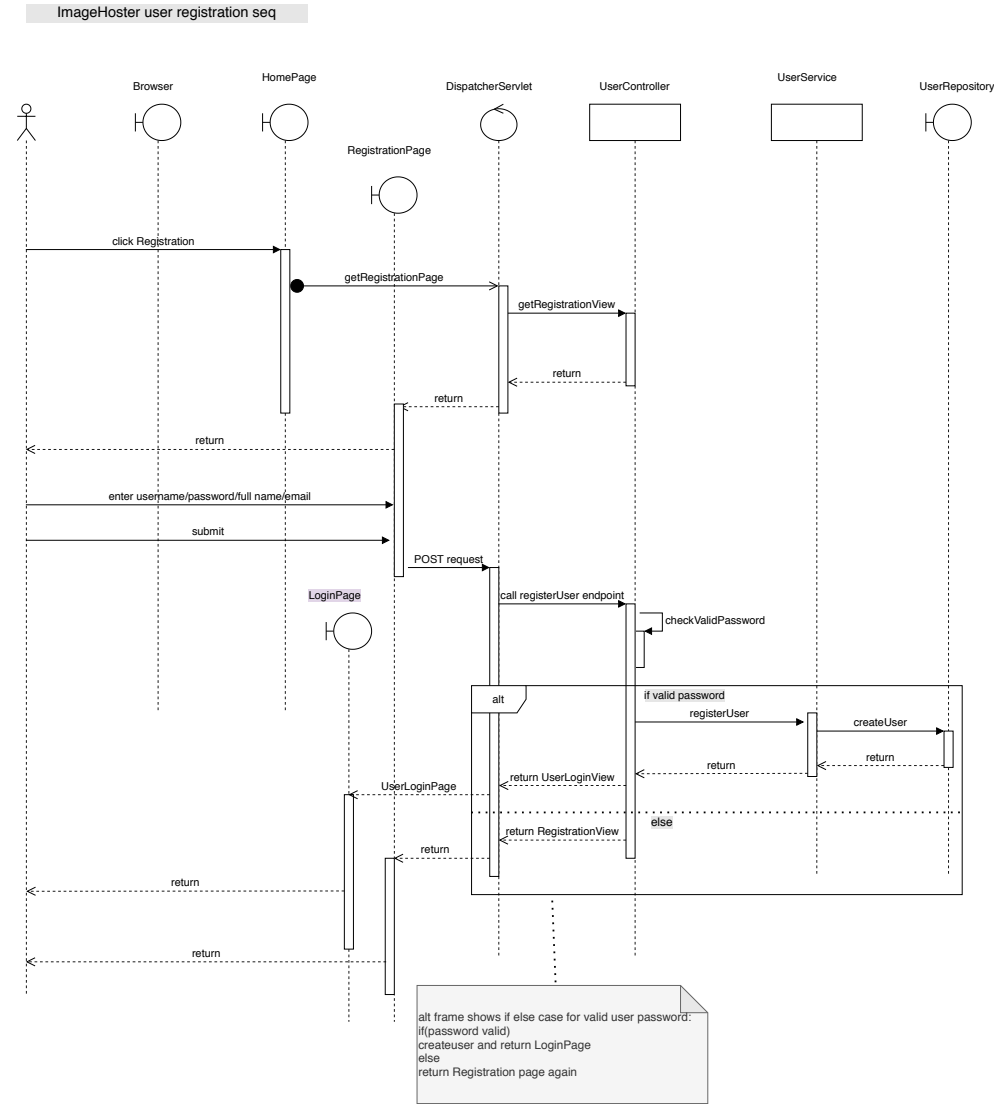 ImageHoster user registration seq
HomePage
UserService
Browser
DispatcherServlet
UserController
UserRepository
RegistrationPage
click Registration
getRegistrationPage
getRegistrationView
return
return
return
enter username/password/full name/email
submit
POST request
LoginPage
call registerUser endpoint
checkValidPassword
alt
if valid password
registerUser
createUser
return
return
return UserLoginView
UserLoginPage
else
return RegistrationView
return
return
return
alt frame shows if else case for valid user password:
if(password valid)
createuser and return LoginPage
else
return Registration page again